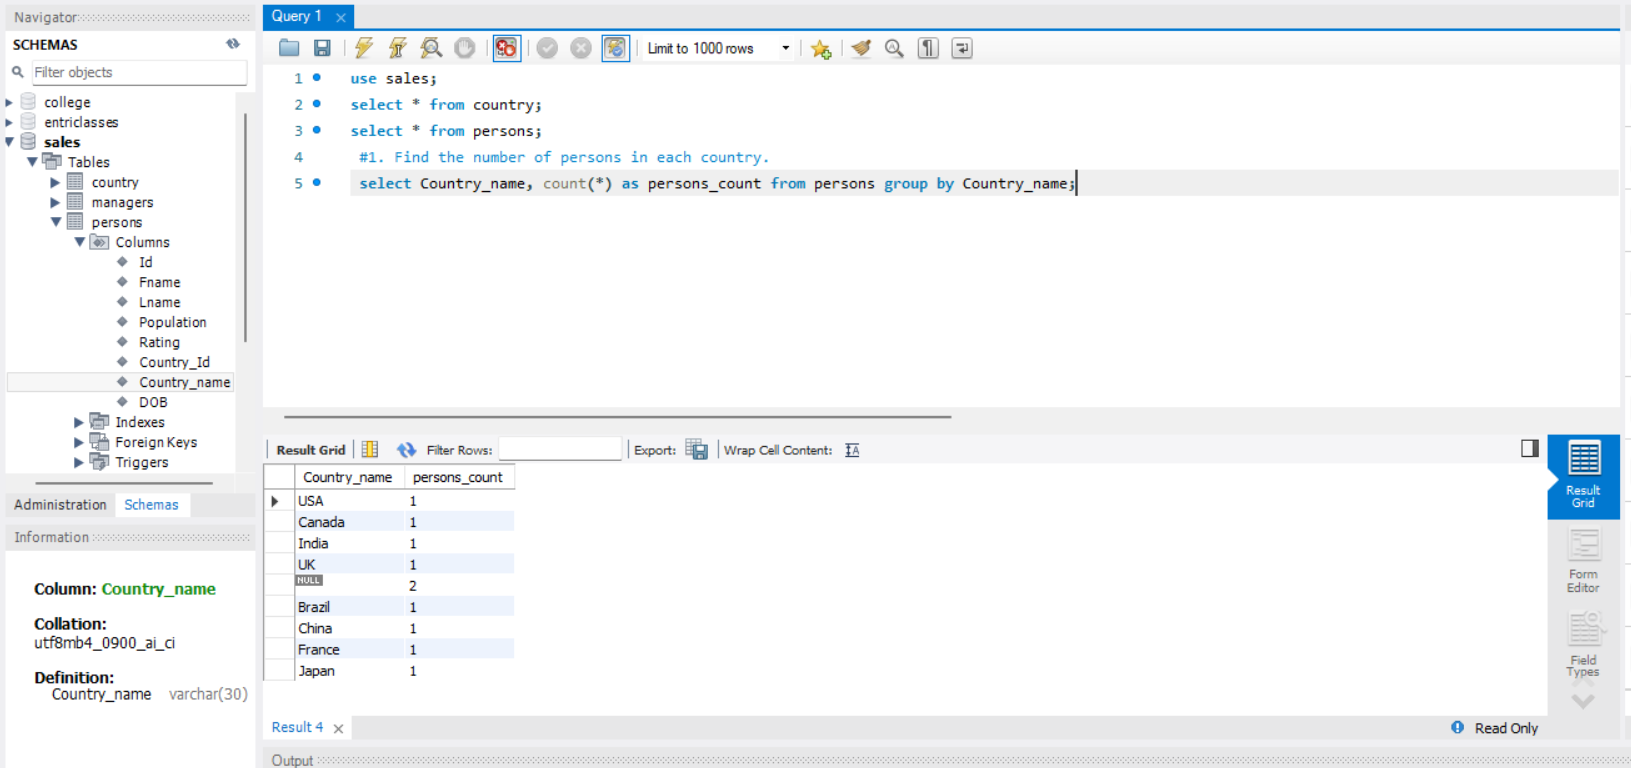 Navigator
SCHEMAS
Filter objects
college
entriclasses
sales
Tables
country
managers
persons
Columns
Id
Fname
Lname
Population
Rating
Country_Id
Country_name
DOB
Indexes
Foreign Keys
Triggers
Administration Schemas
Information
Column: Country_name
Collation:
utf8mb4_0900_ai_ci
Definition:
Country_name varchar(30)
Query 1
Limit to 1000 rows
1 use sales;
2 select * from country;
3 select * from persons;
4 #1. Find the number of persons in each country.
5 select Country_name, count(*) as persons_count from persons group by Country_name;
Result Grid Filter Rows: Export: Wrap Cell Content:
Country_name persons_count
USA 1
Canada 1
India 1
UK 1
NULL 2
Brazil 1
China 1
France 1
Japan 1
Result
Grid
Form
Editor
Field
Types
Result 4 Read Only
Output